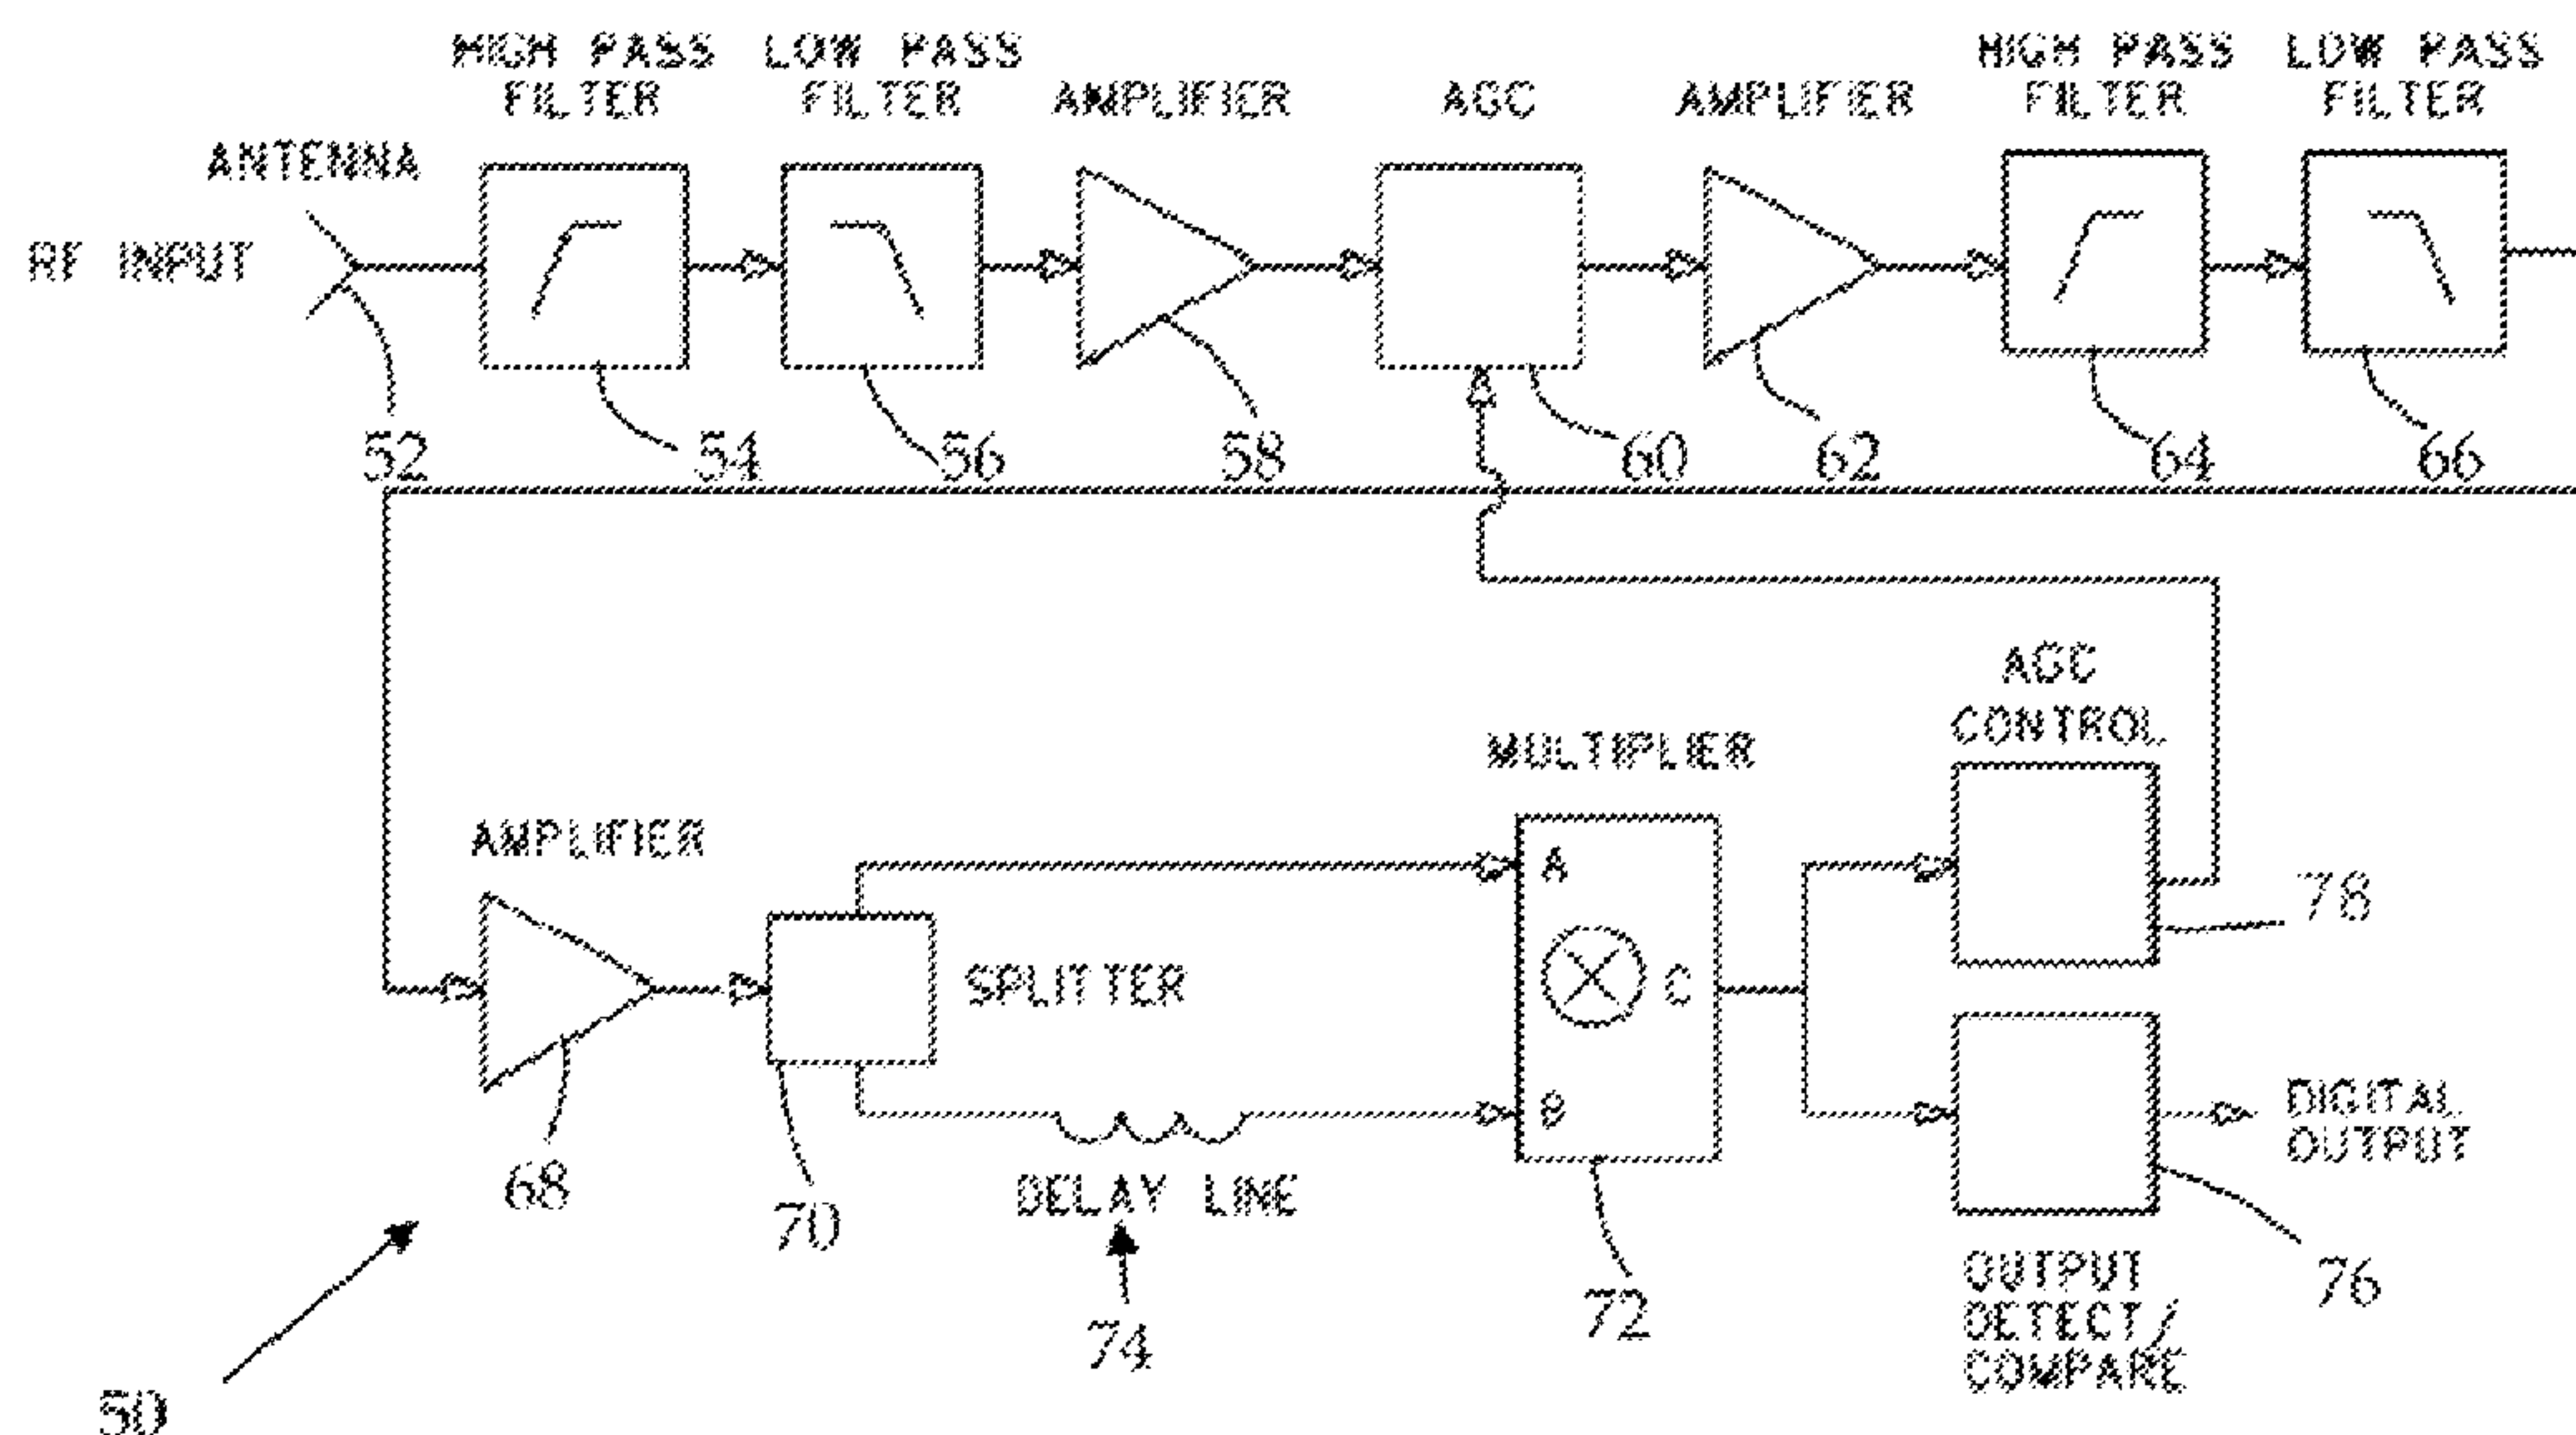 HIGH PASS
FILTER
LOW PASS
FILTER
AMPLIFIER
AGC
AMPLIFIER
HIGH PASS
FILTER
LOW PASS
FILTER
ANTENNA
RF INPUT
52
54
56
58
60
62
64
66
AGC
CONTROL
MULTIPLIER
AMPLIFIER
A
78
SPLITTER
C
B
DIGITAL
OUTPUT
68
70
DELAY LINE
74
72
76
OUTPUT
DETECT/
COMPARE
50